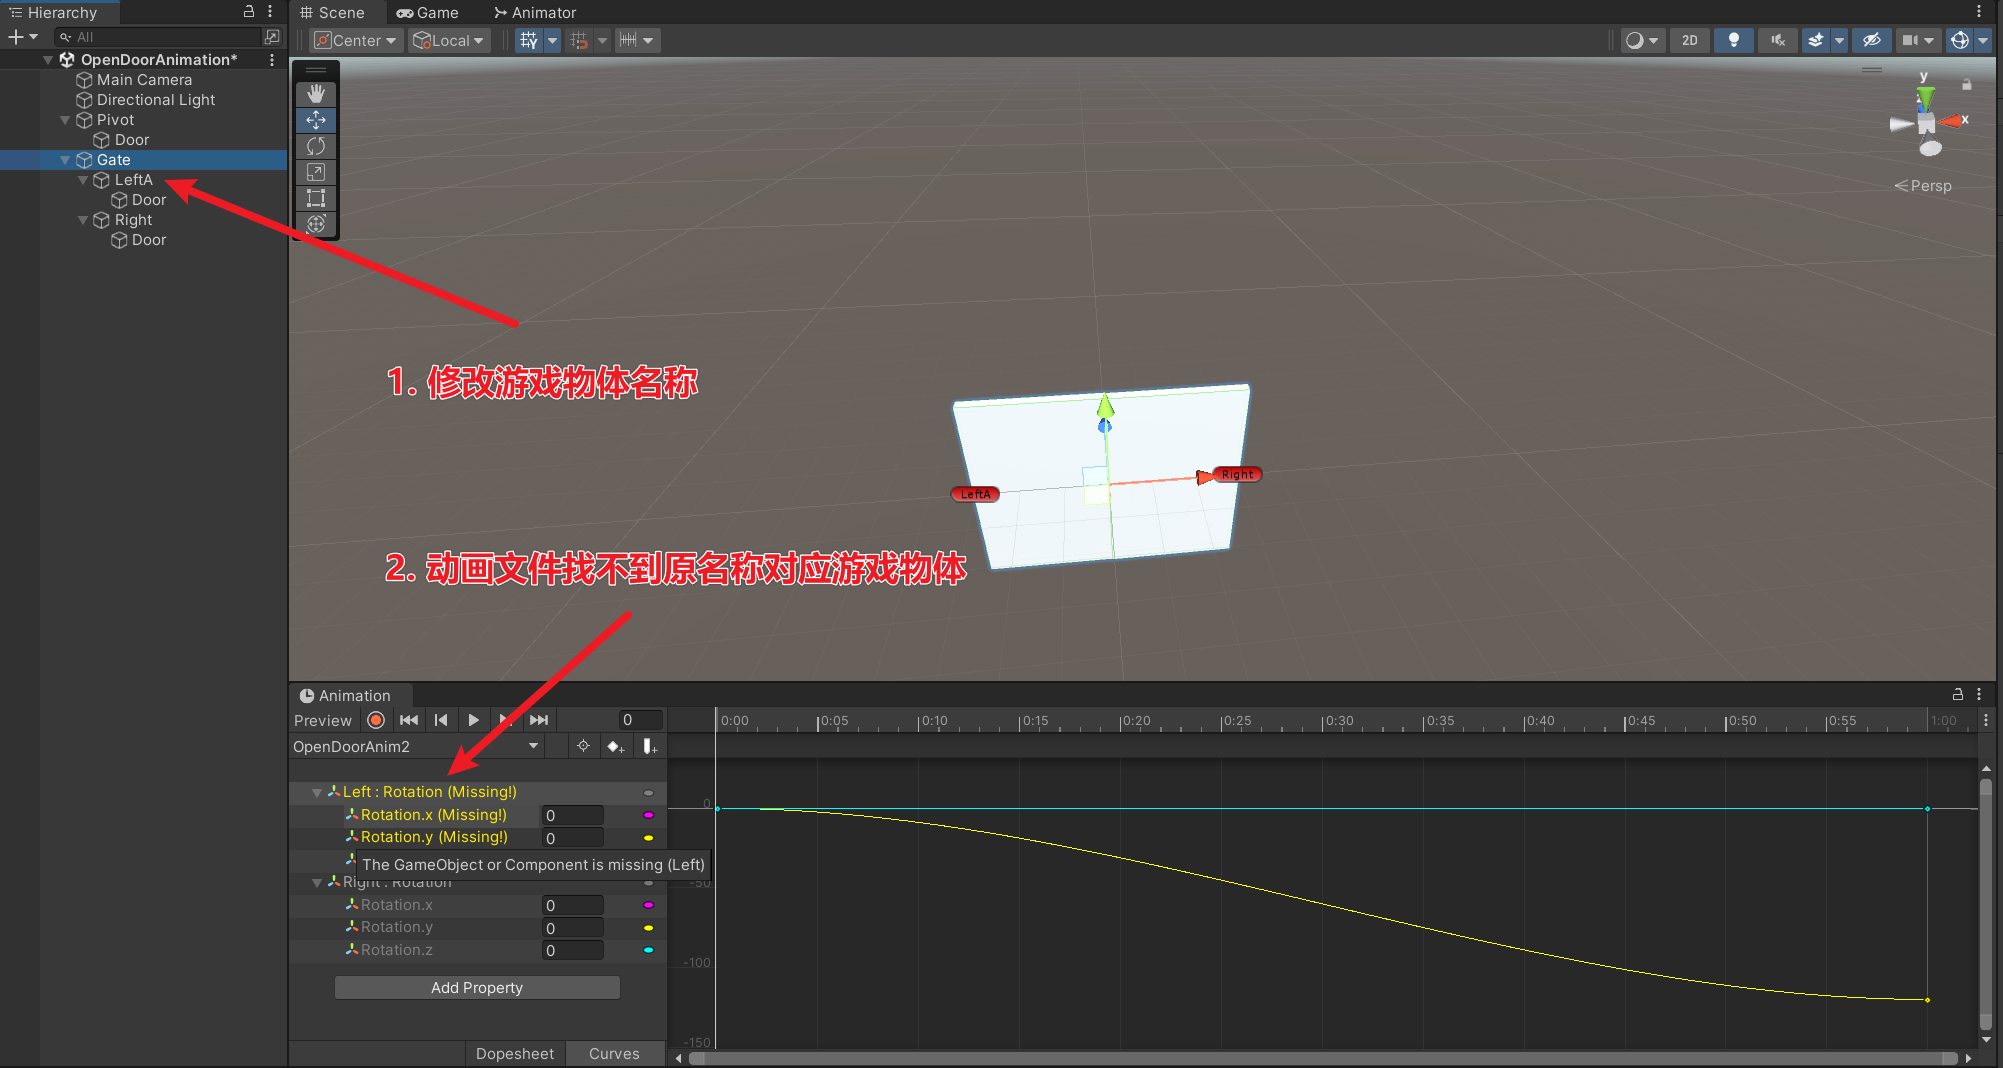 Hierarchy
Scene
Game
Animator
All
Center
Local
2D
OpenDoorAnimation*
Main Camera
Directional Light
Pivot
Door
Gate
LeftA
Door
Right
Door
y
x
z
Persp
1. 修改游戏物体名称
LeftA
Right
2. 动画文件找不到原名称对应游戏物体
Animation
Preview
0
0:00
0:05
0:10
0:15
0:20
0:25
0:30
0:35
0:40
0:45
0:50
0:55
1:00
OpenDoorAnim2
Left : Rotation (Missing!)
Rotation.x (Missing!)
0
Rotation.y (Missing!)
0
The GameObject or Component is missing (Left)
Right : Rotation
Rotation.x
0
Rotation.y
0
Rotation.z
0
Add Property
0
-50
-100
-150
Dopesheet
Curves